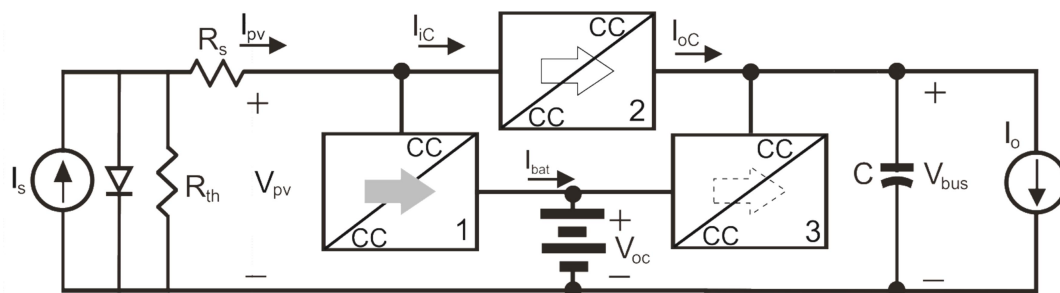 I_pv
R_s
I_iC
CC
CC
2
I_oC
+
I_s
R_th
V_pv
−
CC
CC
1
I_bat
+
V_oc
−
CC
CC
3
C
+
V_bus
−
I_o